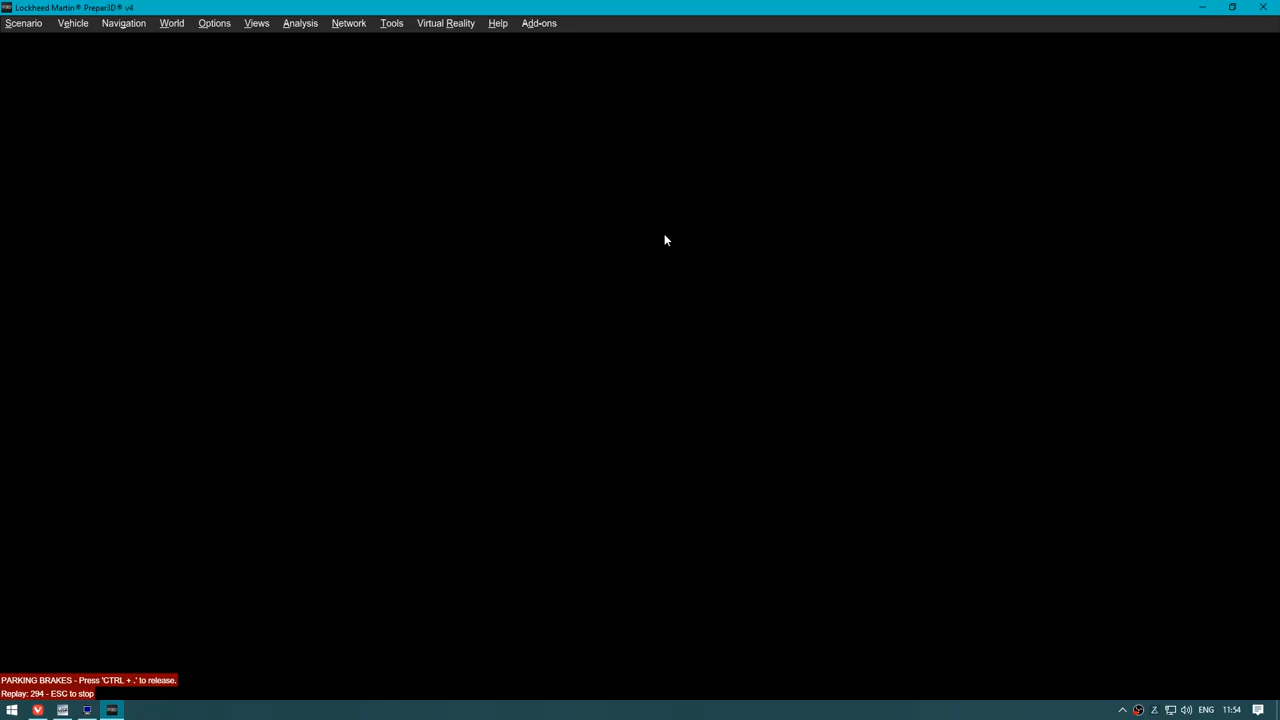 Lockheed Martin® Prepar3D® v4
Scenario Vehicle Navigation World Options Views Analysis Network Tools Virtual Reality Help Add-ons
PARKING BRAKES - Press 'CTRL + .' to release.
Replay: 294 - ESC to stop
ENG 11:54